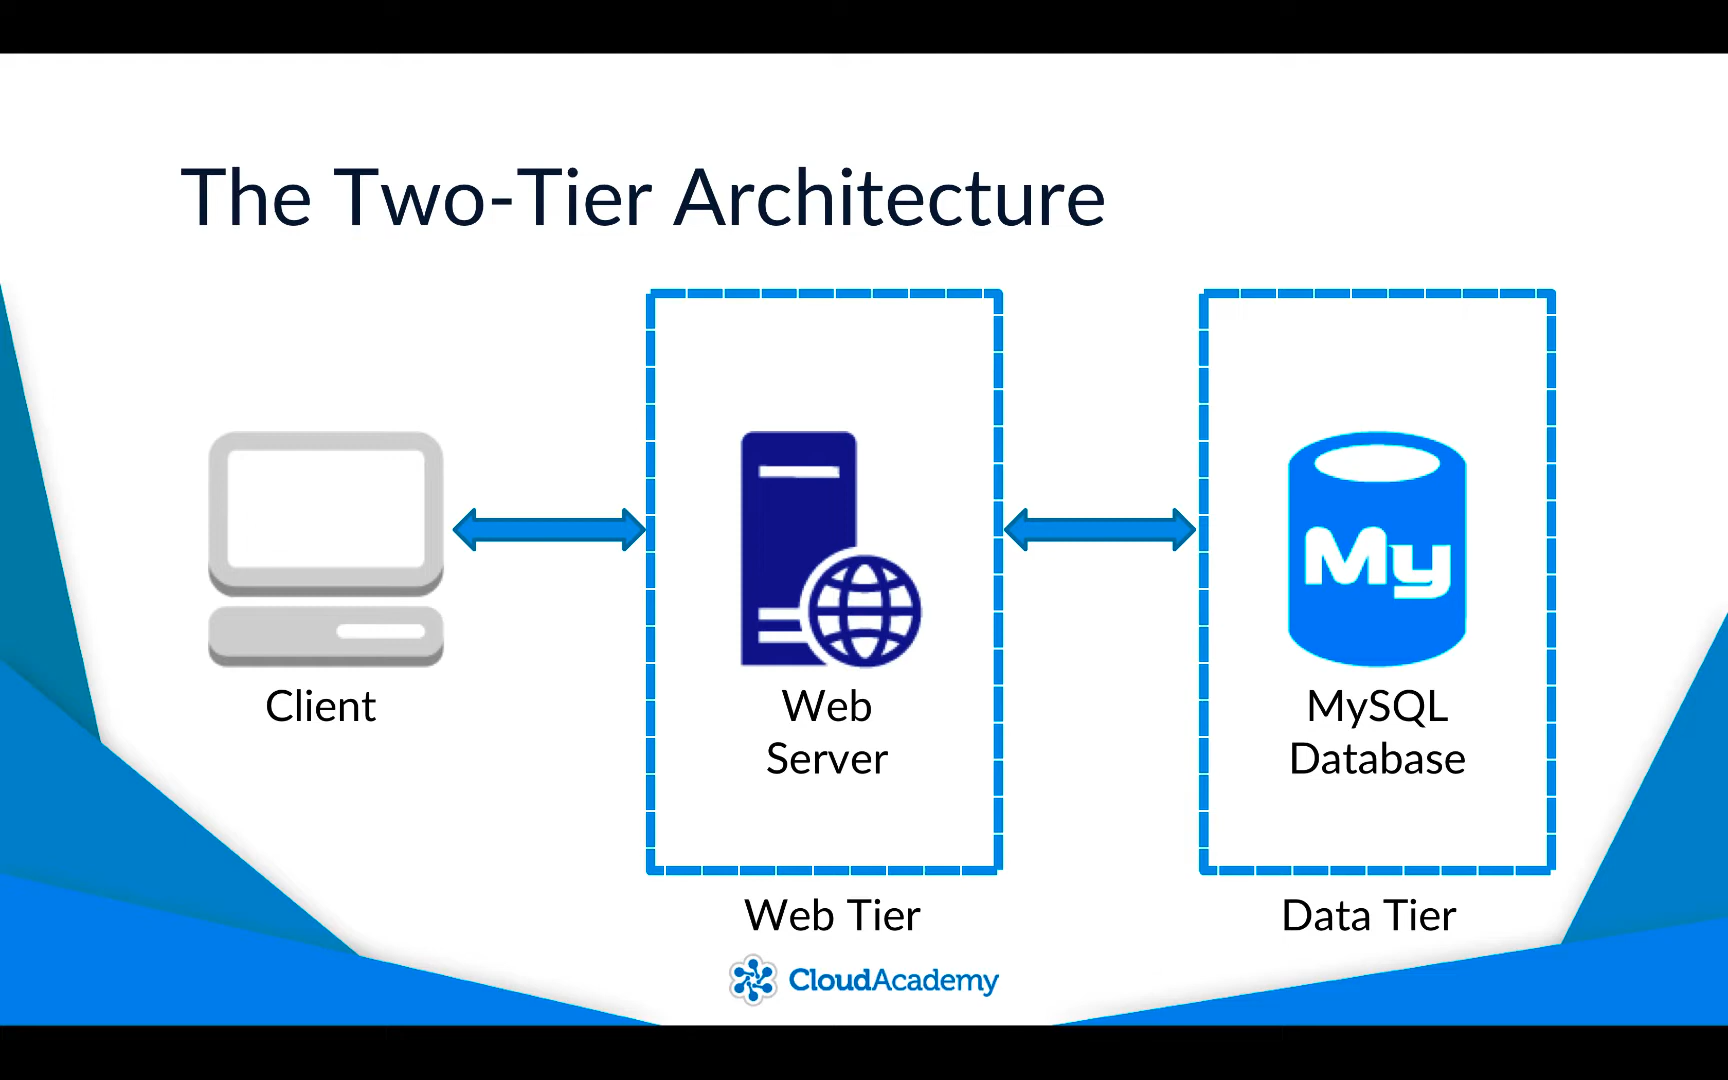 The Two-Tier Architecture
My
Client
Web
Server
MySQL
Database
Web Tier
Data Tier
CloudAcademy